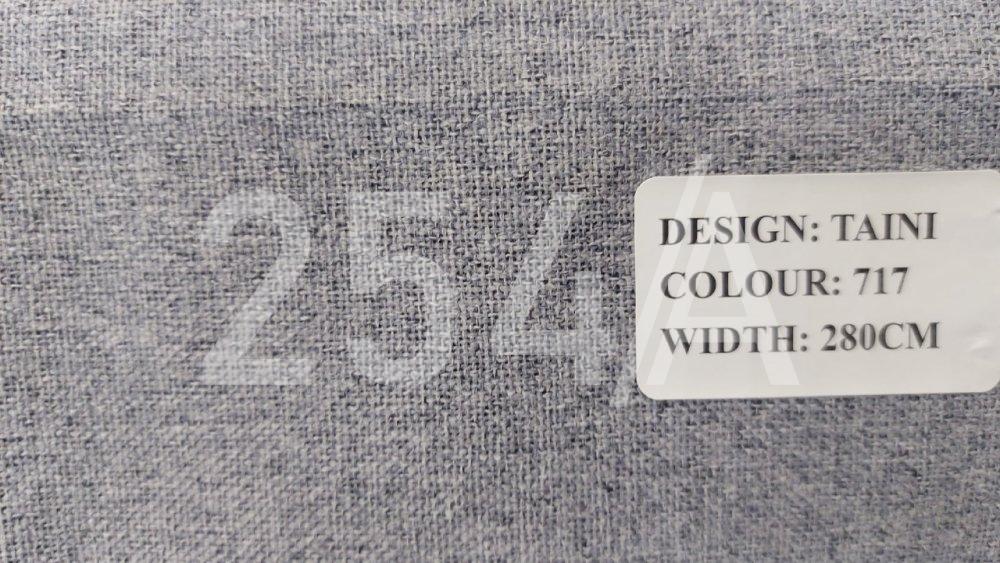 254/A
DESIGN: TAINI
COLOUR: 717
WIDTH: 280CM